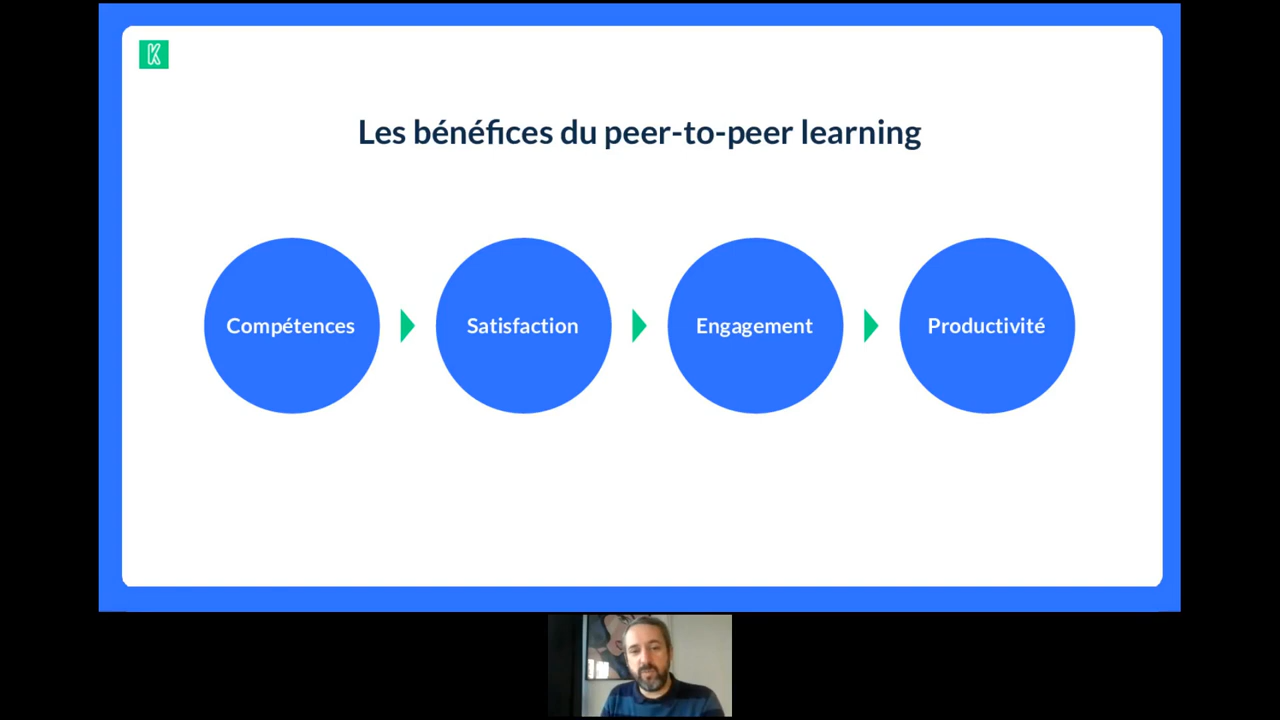 K
Les bénéfices du peer-to-peer learning
Compétences
Satisfaction
Engagement
Productivité